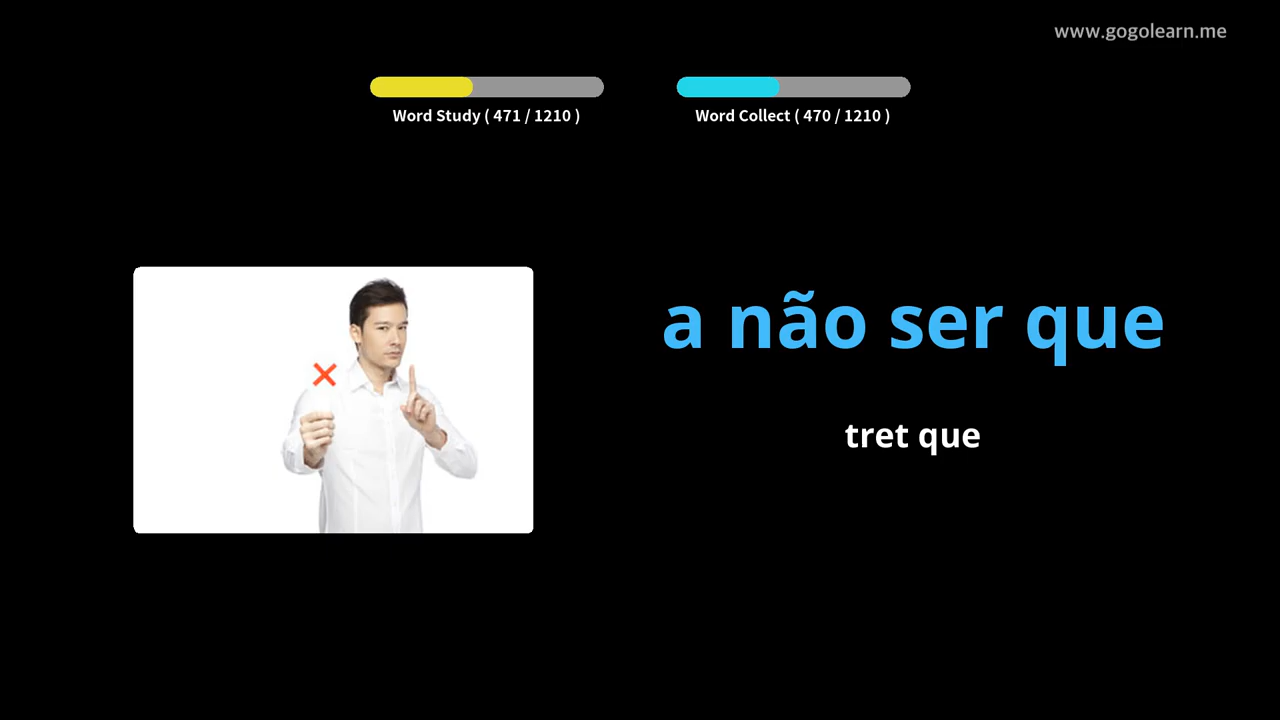 www.gogolearn.me
Word Study ( 471 / 1210 )
Word Collect ( 470 / 1210 )
a não ser que
tret que